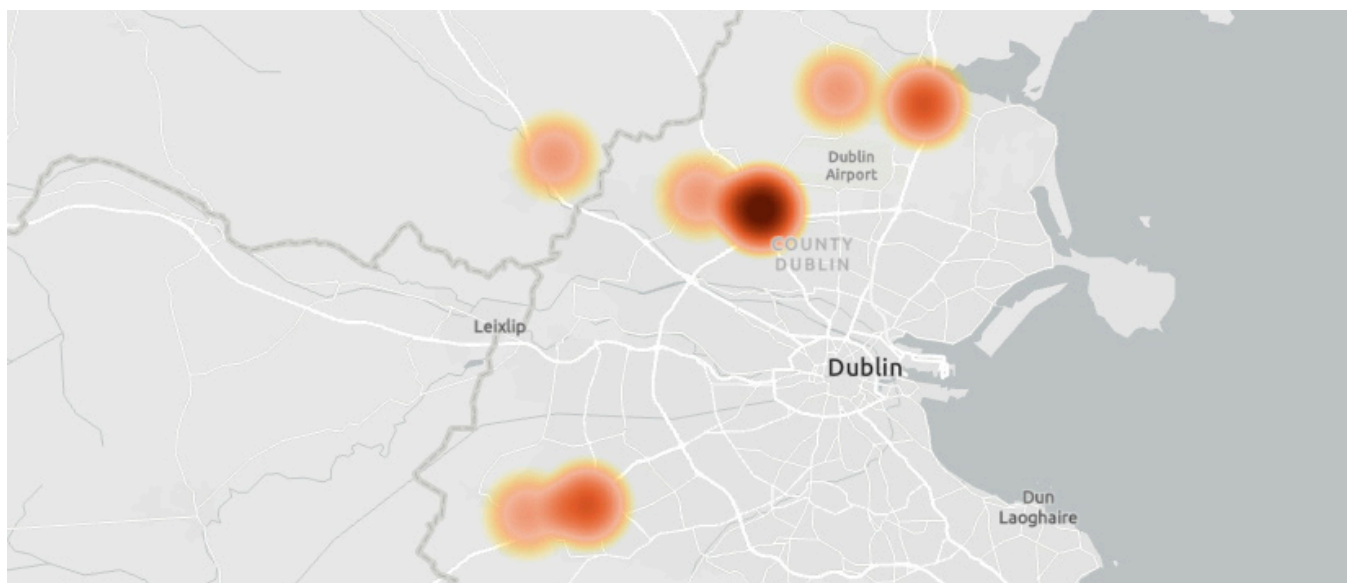 Dublin
Airport
COUNTY
DUBLIN
Leixlip
Dublin
Dun
Laoghaire